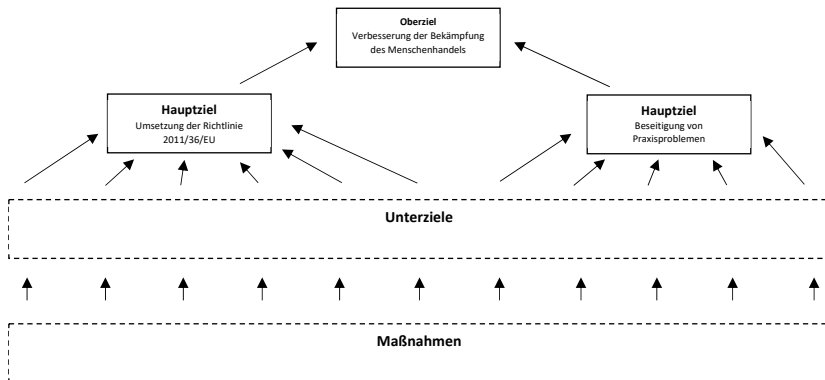 Oberziel
Verbesserung der Bekämpfung
des Menschenhandels
Hauptziel
Umsetzung der Richtlinie
2011/36/EU
Hauptziel
Beseitigung von
Praxisproblemen
Unterziele
Maßnahmen